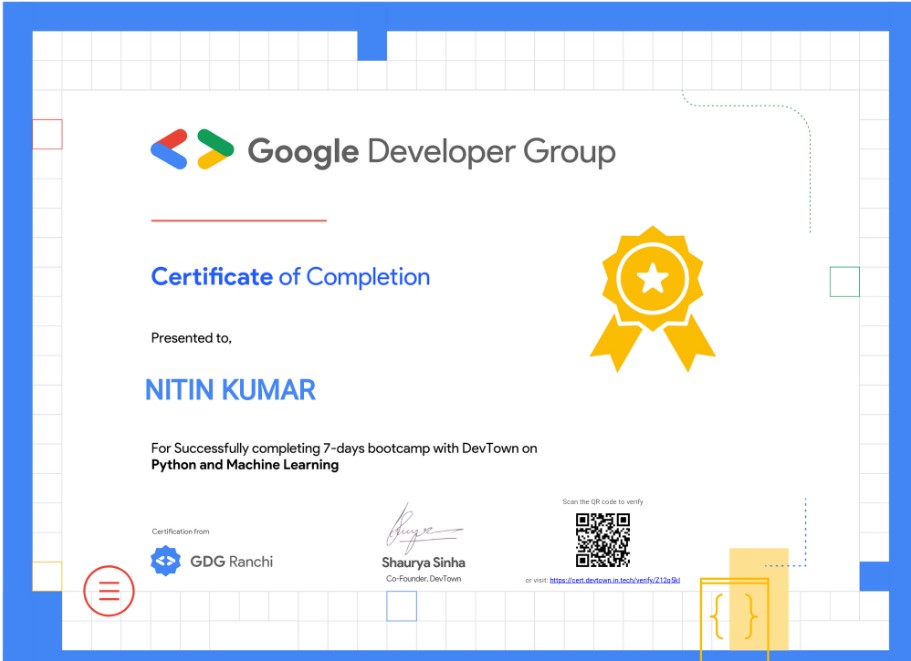 Google Developer Group
Certificate of Completion
Presented to,
NITIN KUMAR
For Successfully completing 7-days bootcamp with DevTown on
Python and Machine Learning
Certification from
GDG Ranchi
Shaurya Sinha
Co-Founder, DevTown
Scan the QR code to verify
or visit: https://cert.devtown.in.tech/verify/Z12q5kl
{ }